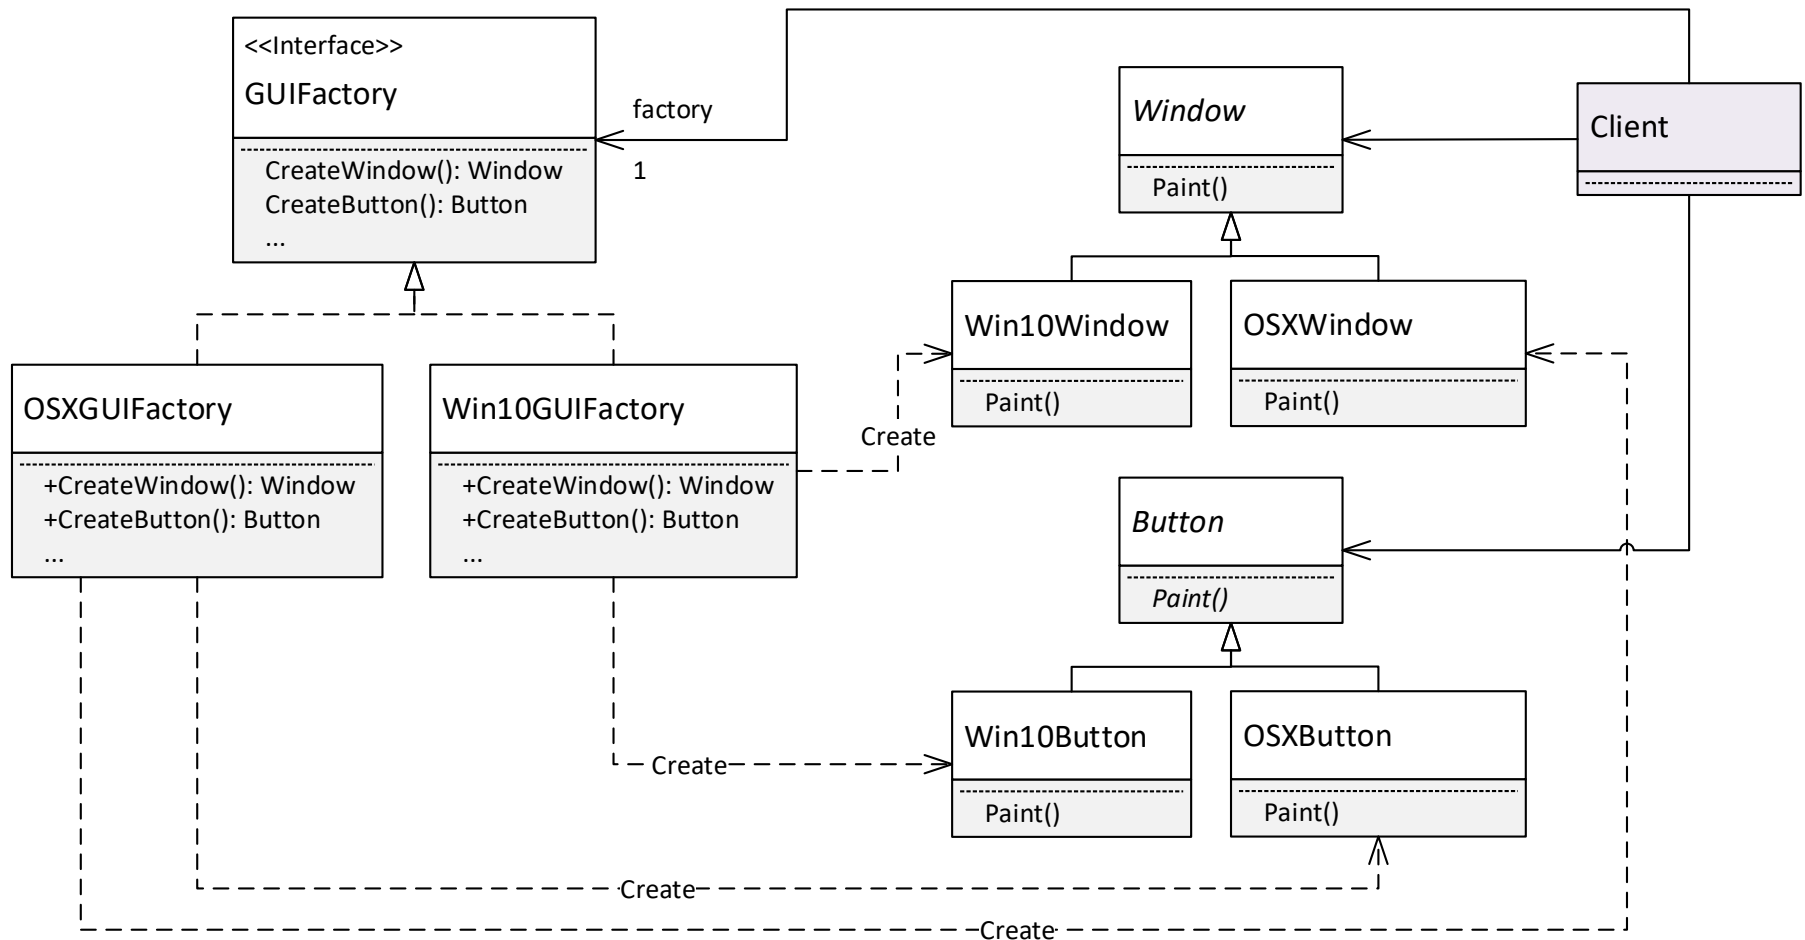 <<Interface>>
GUIFactory
CreateWindow(): Window
CreateButton(): Button
...
factory
1
Window
Paint()
Client
OSXGUIFactory
+CreateWindow(): Window
+CreateButton(): Button
...
Win10GUIFactory
+CreateWindow(): Window
+CreateButton(): Button
...
Create
Win10Window
Paint()
OSXWindow
Paint()
Button
Paint()
Win10Button
Paint()
OSXButton
Paint()
Create
Create
Create